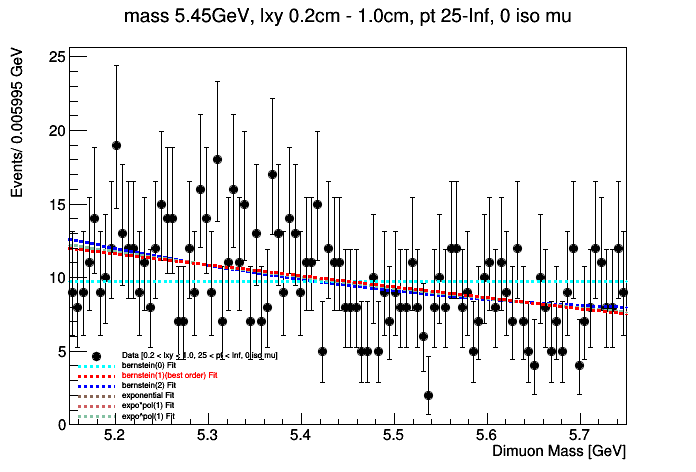 mass 5.45GeV, lxy 0.2cm - 1.0cm, pt 25-Inf, 0 iso mu
Events/ 0.005995 GeV
25
20
15
10
5
0
Data [0.2 < lxy < 1.0, 25 < pt < Inf, 0 iso mu]
bernstein(0) Fit
bernstein(1)(best order) Fit
bernstein(2) Fit
exponential Fit
expo*pol(1) Fit
expo^pol(1) Fit
5.2 5.3 5.4 5.5 5.6 5.7
Dimuon Mass [GeV]